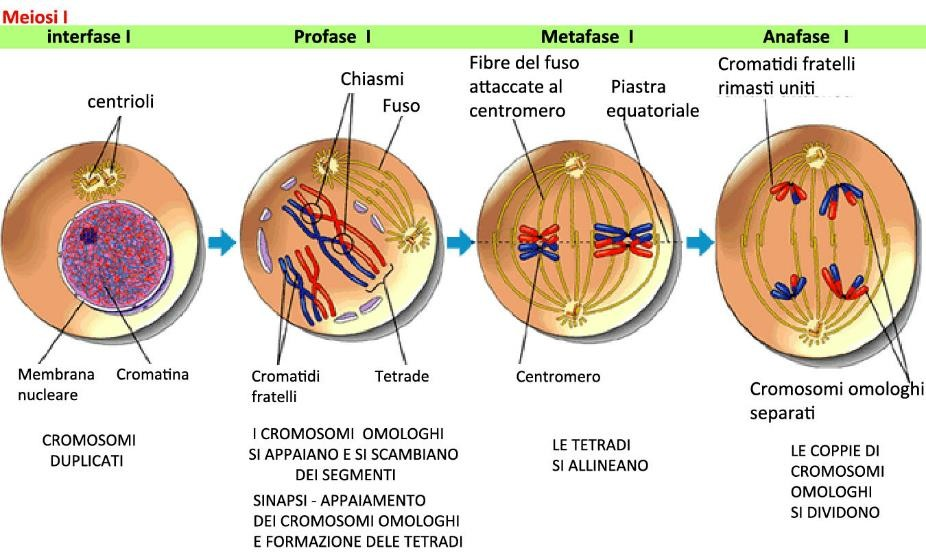 Meiosi I
interfase I
Profase I
Metafase I
Anafase I
centrioli
Chiasmi
Fuso
Fibre del fuso
attaccate al
centromero
Piastra
equatoriale
Cromatidi fratelli
rimasti uniti
Membrana
nucleare
Cromatina
Cromatidi
fratelli
Tetrade
Centromero
Cromosomi omologhi
separati
CROMOSOMI
DUPLICATI
I CROMOSOMI OMOLOGHI
SI APPAIANO E SI SCAMBIANO
DEI SEGMENTI
SINAPSI - APPAIAMENTO
DEI CROMOSOMI OMOLOGHI
E FORMAZIONE DELE TETRADI
LE TETRADI
SI ALLINEANO
LE COPPIE DI
CROMOSOMI
OMOLOGHI
SI DIVIDONO